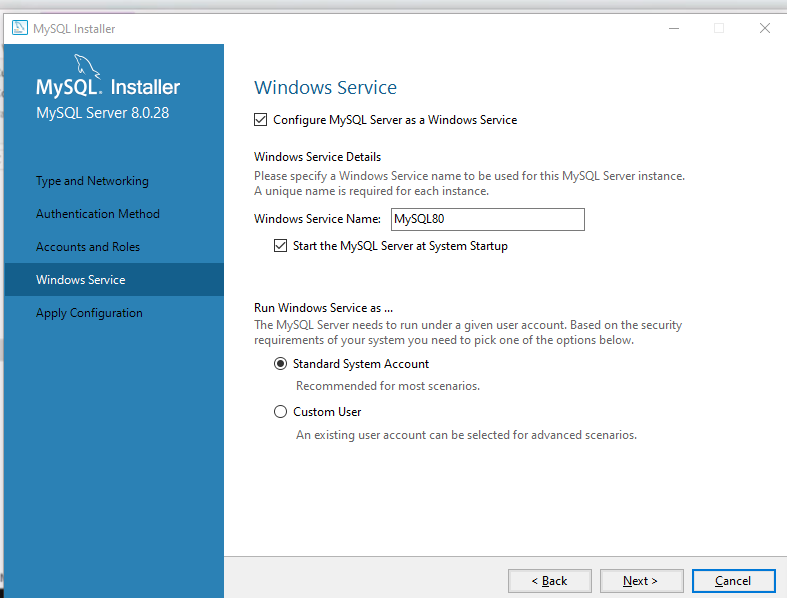 MySQL Installer
MySQL. Installer
MySQL Server 8.0.28
Type and Networking
Authentication Method
Accounts and Roles
Windows Service
Apply Configuration
Windows Service
Configure MySQL Server as a Windows Service
Windows Service Details
Please specify a Windows Service name to be used for this MySQL Server instance.
A unique name is required for each instance.
Windows Service Name: MySQL80
Start the MySQL Server at System Startup
Run Windows Service as ...
The MySQL Server needs to run under a given user account. Based on the security
requirements of your system you need to pick one of the options below.
Standard System Account
Recommended for most scenarios.
Custom User
An existing user account can be selected for advanced scenarios.
< Back Next > Cancel